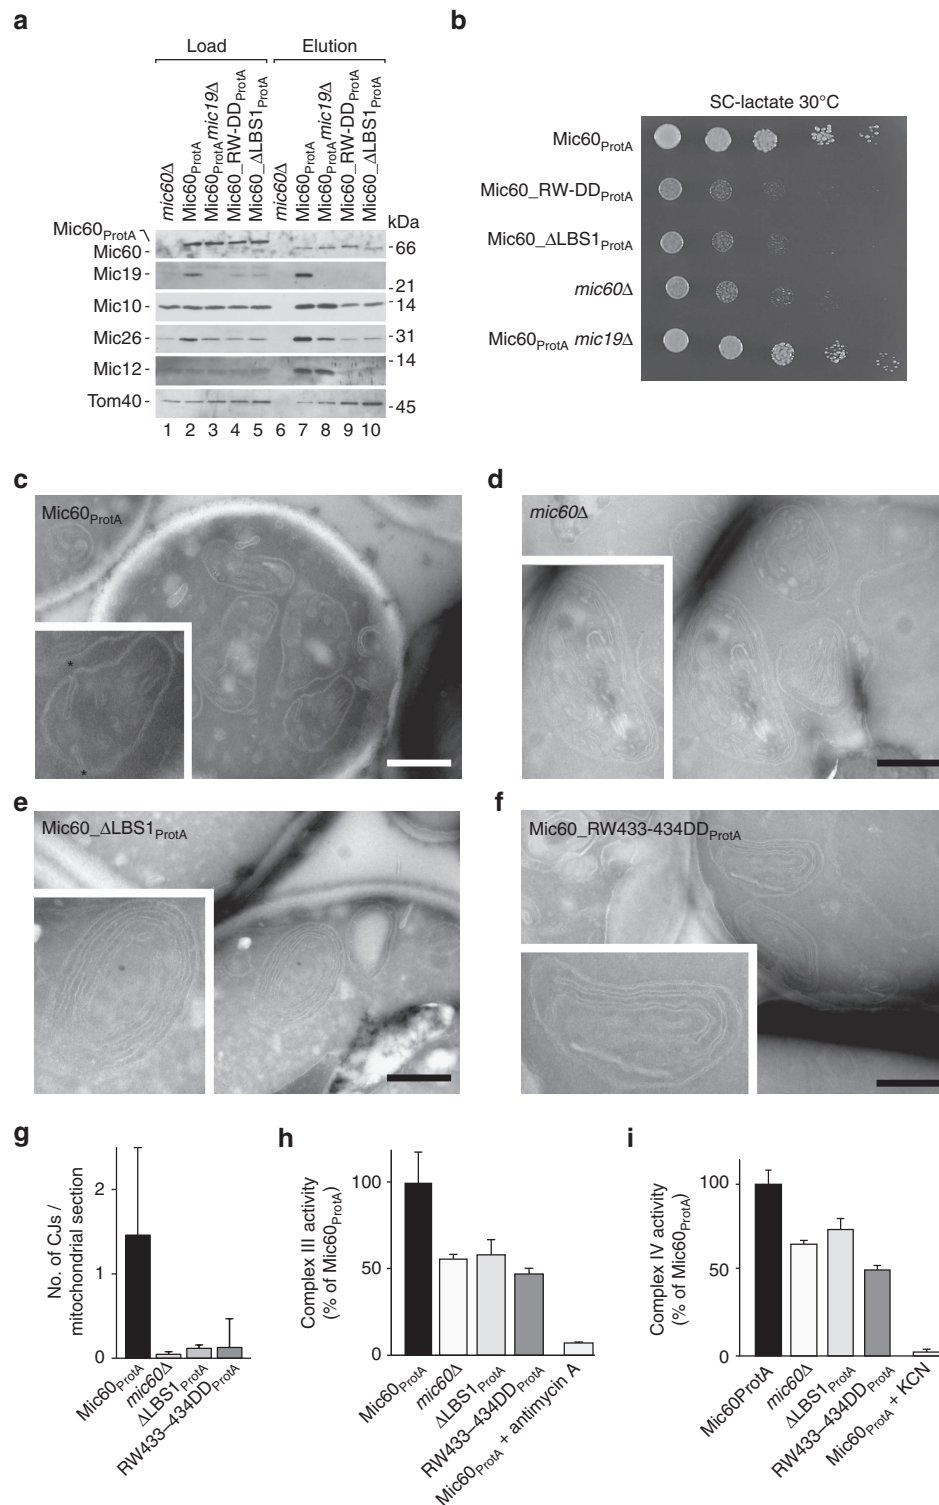 a
Load Elution
mic60Δ
Mic60ProtA
Mic60ProtA mic19Δ
Mic60_RW-DDProtA
Mic60_ΔLBS1ProtA
mic60Δ
Mic60ProtA
Mic60ProtA mic19Δ
Mic60_RW-DDProtA
Mic60_ΔLBS1ProtA
kDa
Mic60ProtA
Mic60 - - 66
Mic19 -
- 21
Mic10 - - 14
Mic26 - - 31
Mic12 - - 14
Tom40 - - 45
1 2 3 4 5 6 7 8 9 10
b
SC-lactate 30°C
Mic60ProtA
Mic60_RW-DDProtA
Mic60_ΔLBS1ProtA
mic60Δ
Mic60ProtA mic19Δ
c
Mic60ProtA
*
*
d
mic60Δ
e
Mic60_ΔLBS1ProtA
f
Mic60_RW433-434DDProtA
g
No. of CJs /
mitochondrial section
2
1
0
Mic60ProtA
mic60Δ
ΔLBS1ProtA
RW433–434DDProtA
h
Complex III activity
(% of Mic60ProtA)
100
50
0
Mic60ProtA
mic60Δ
ΔLBS1ProtA
RW433–434DDProtA
Mic60ProtA + antimycin A
i
Complex IV activity
(% of Mic60ProtA)
100
50
0
Mic60ProtA
mic60Δ
ΔLBS1ProtA
RW433–434DDProtA
Mic60ProtA + KCN